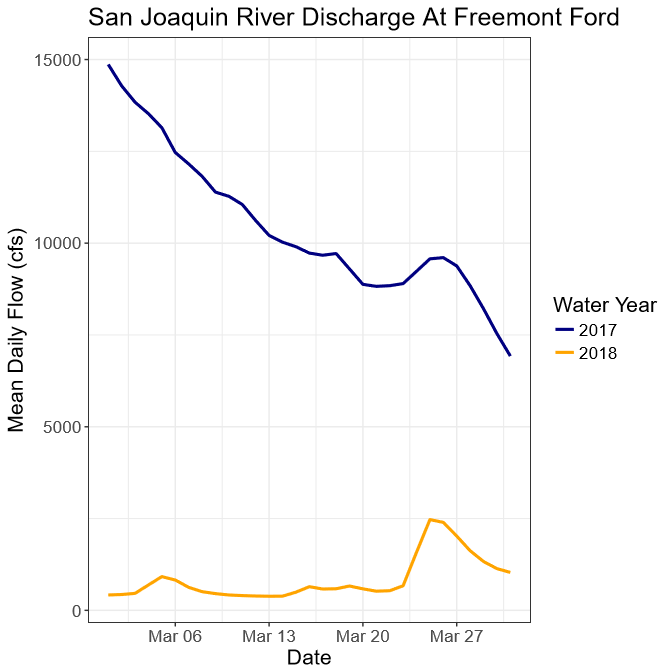 San Joaquin River Discharge At Freemont Ford
15000
10000
5000
0
Mean Daily Flow (cfs)
Mar 06 Mar 13 Mar 20 Mar 27
Date
Water Year
2017
2018